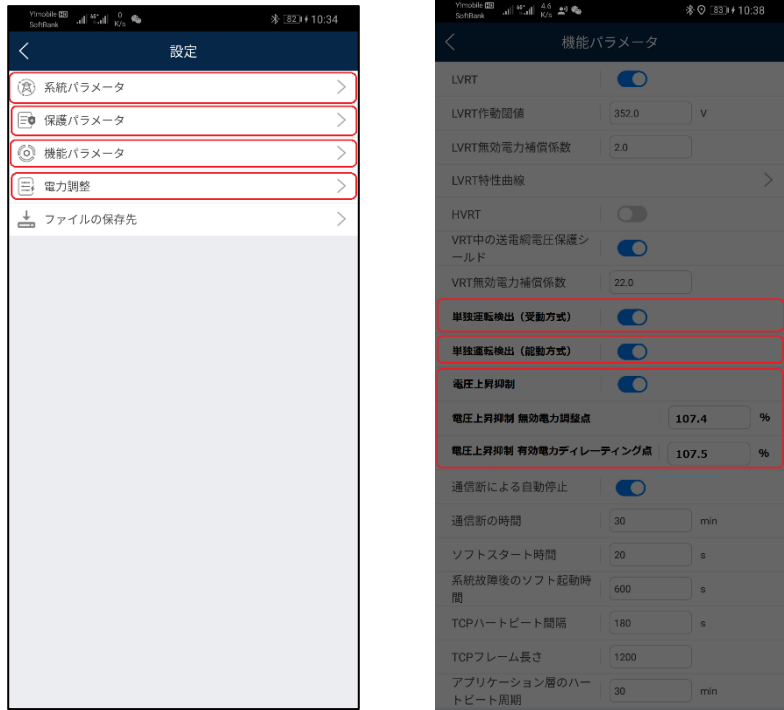 Y!mobile HD
SoftBank
46°
0
K/s
82
10:34
設定
系統パラメータ
保護パラメータ
機能パラメータ
電力調整
ファイルの保存先
Y!mobile HD
SoftBank
46°
4.6
K/s
83
10:38
機能パラメータ
LVRT
LVRT作動閾値 352.0 V
LVRT無効電力補償係数 2.0
LVRT特性曲線
HVRT
VRT中の送電網電圧保護シ
ールド
VRT無効電力補償係数 22.0
単独運転検出（受動方式）
単独運転検出（能動方式）
電圧上昇抑制
電圧上昇抑制 無効電力調整点 107.4 %
電圧上昇抑制 有効電力ディレーティング点 107.5 %
通信断による自動停止
通信断の時間 30 min
ソフトスタート時間 20 s
系統故障後のソフト起動時
間 600 s
TCPハートビート間隔 180 s
TCPフレーム長さ 1200
アプリケーション層のハー
トビート周期 30 min